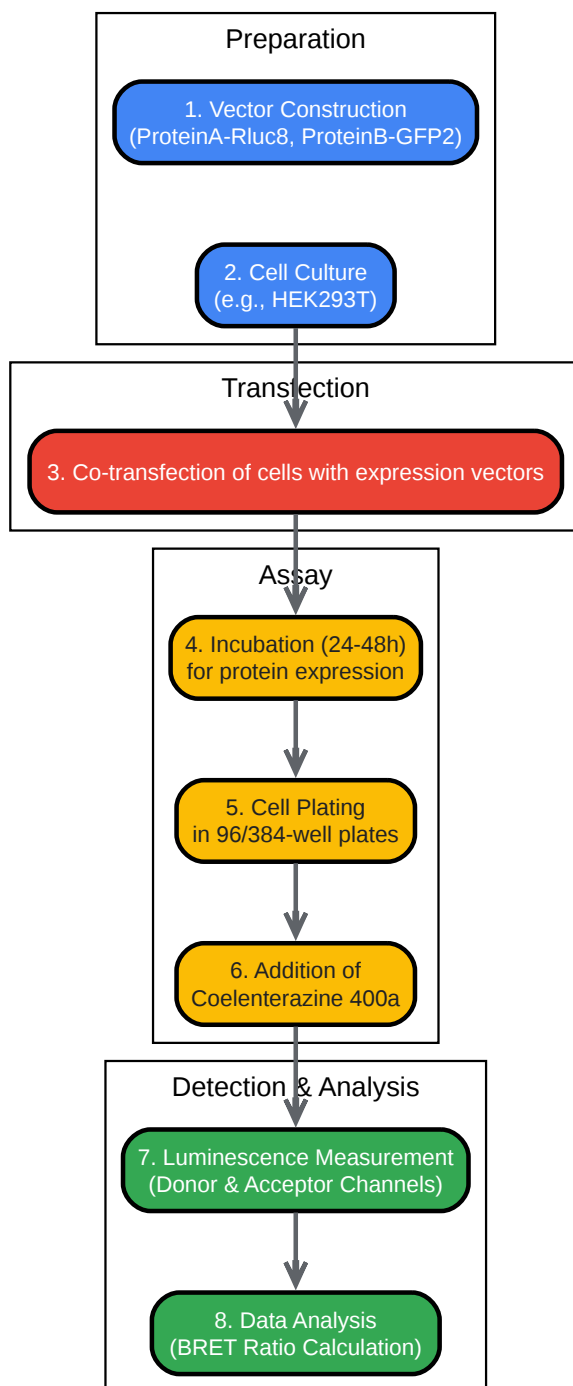 Preparation
1. Vector Construction
(ProteinA-Rluc8, ProteinB-GFP2)
2. Cell Culture
(e.g., HEK293T)
Transfection
3. Co-transfection of cells with expression vectors
Assay
4. Incubation (24-48h)
for protein expression
5. Cell Plating
in 96/384-well plates
6. Addition of
Coelenterazine 400a
Detection & Analysis
7. Luminescence Measurement
(Donor & Acceptor Channels)
8. Data Analysis
(BRET Ratio Calculation)